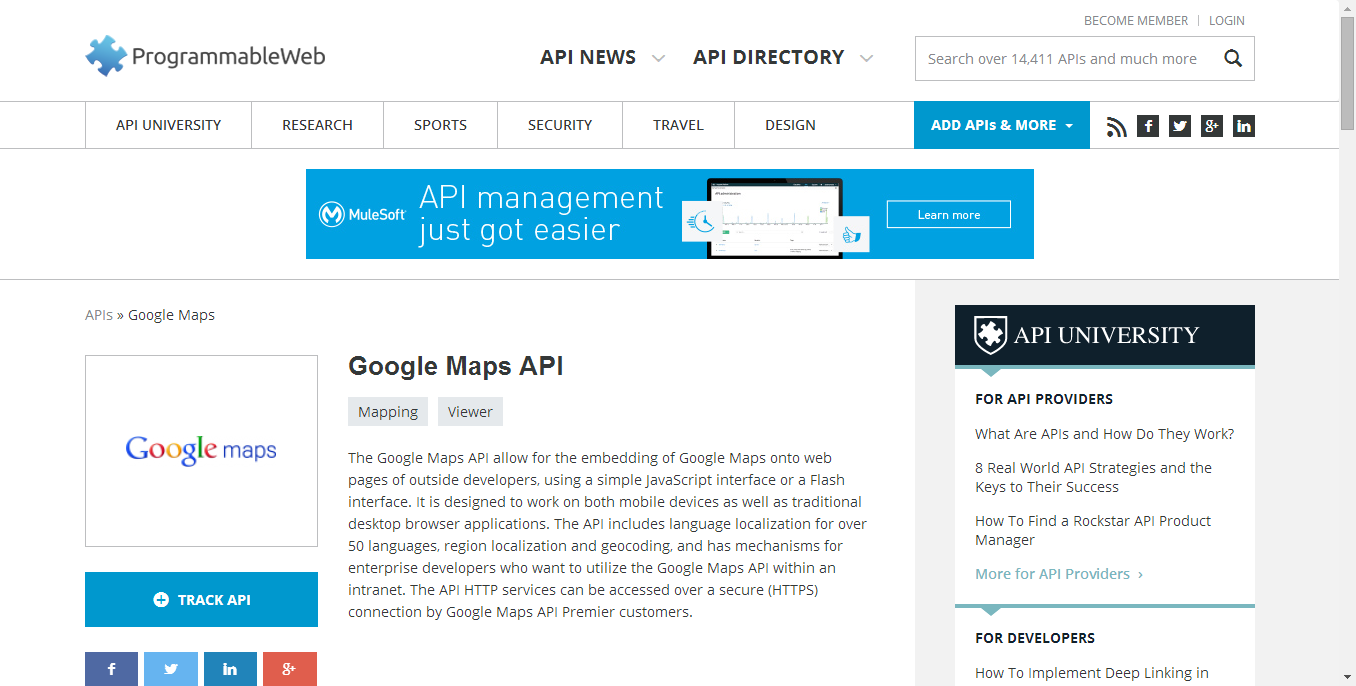 BECOME MEMBER | LOGIN
ProgrammableWeb
API NEWS
API DIRECTORY
Search over 14,411 APIs and much more
API UNIVERSITY
RESEARCH
SPORTS
SECURITY
TRAVEL
DESIGN
ADD APIs & MORE
MuleSoft
API management
just got easier
Learn more
APIs » Google Maps
Google maps
TRACK API
Google Maps API
Mapping
Viewer
The Google Maps API allow for the embedding of Google Maps onto web
pages of outside developers, using a simple JavaScript interface or a Flash
interface. It is designed to work on both mobile devices as well as traditional
desktop browser applications. The API includes language localization for over
50 languages, region localization and geocoding, and has mechanisms for
enterprise developers who want to utilize the Google Maps API within an
intranet. The API HTTP services can be accessed over a secure (HTTPS)
connection by Google Maps API Premier customers.
API UNIVERSITY
FOR API PROVIDERS
What Are APIs and How Do They Work?
8 Real World API Strategies and the
Keys to Their Success
How To Find a Rockstar API Product
Manager
More for API Providers ›
FOR DEVELOPERS
How To Implement Deep Linking in